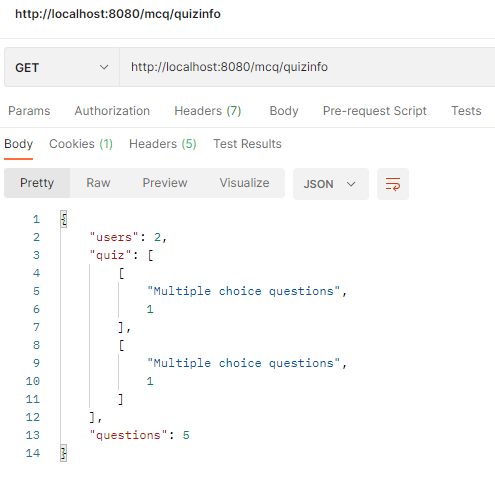 http://localhost:8080/mcq/quizinfo
GET http://localhost:8080/mcq/quizinfo
Params Authorization Headers (7) Body Pre-request Script Tests
Body Cookies (1) Headers (5) Test Results
Pretty Raw Preview Visualize JSON
1 {
2 "users": 2,
3 "quiz": [
4 [
5 "Multiple choice questions",
6 1
7 ],
8 [
9 "Multiple choice questions",
10 1
11 ]
12 ],
13 "questions": 5
14 }